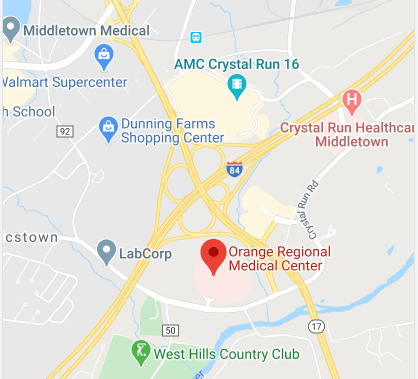 Middletown Medical
AMC Crystal Run 16
Walmart Supercenter
h School
Dunning Farms
Shopping Center
92
Crystal Run Healthcar
Middletown
84
Crystal Run Rd
cstown
LabCorp
Orange Regional
Medical Center
50
17
West Hills Country Club